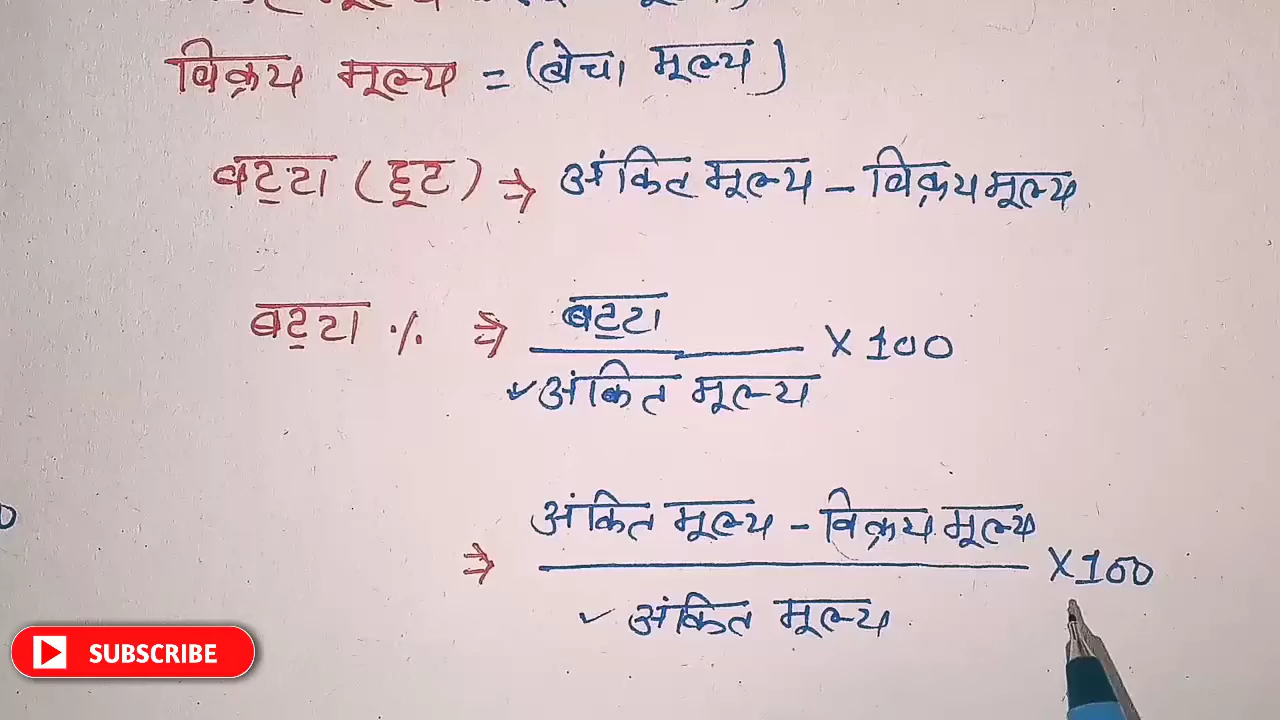 विक्रय मूल्य = (बेचा मूल्य)
बट्टा (छूट) ⇒ अंकित मूल्य - विक्रय मूल्य
बट्टा % ⇒ बट्टा / अंकित मूल्य × 100
⇒ अंकित मूल्य - विक्रय मूल्य / अंकित मूल्य × 100
SUBSCRIBE